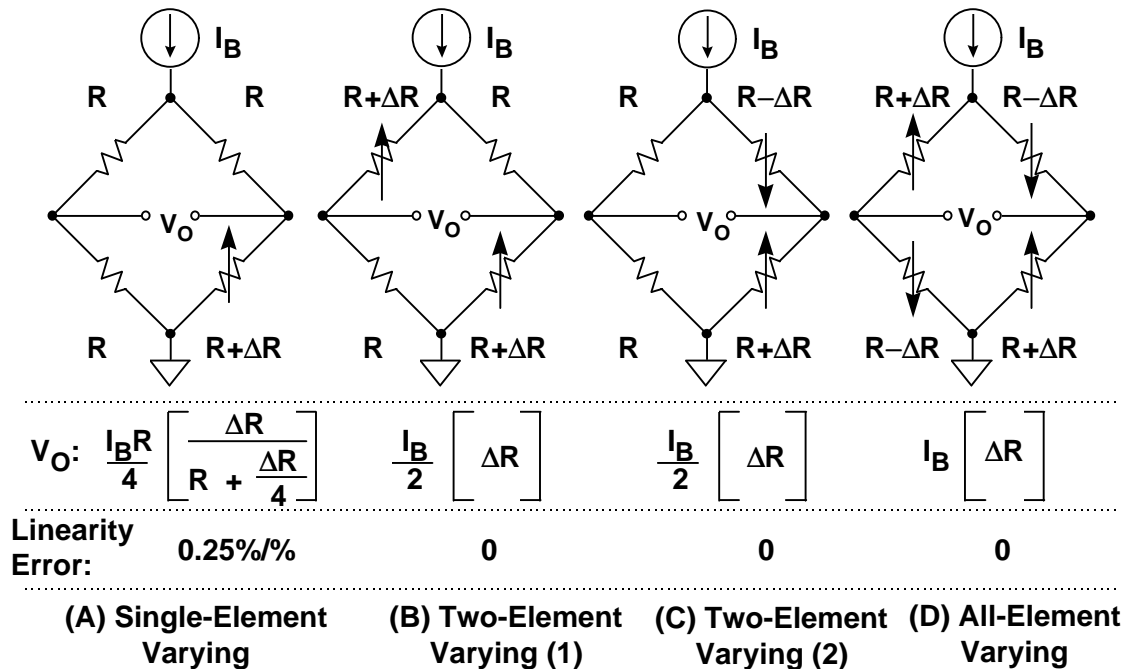 I_B I_B I_B I_B
R R R+ΔR R R R−ΔR R+ΔR R−ΔR
V_O V_O V_O V_O
R R+ΔR R R+ΔR R R+ΔR R−ΔR R+ΔR
V_O: I_B R / 4 [ ΔR / (R + ΔR/4) ] I_B / 2 [ ΔR ] I_B / 2 [ ΔR ] I_B [ ΔR ]
Linearity
Error: 0.25%/% 0 0 0
(A) Single-Element (B) Two-Element (C) Two-Element (D) All-Element
Varying Varying (1) Varying (2) Varying